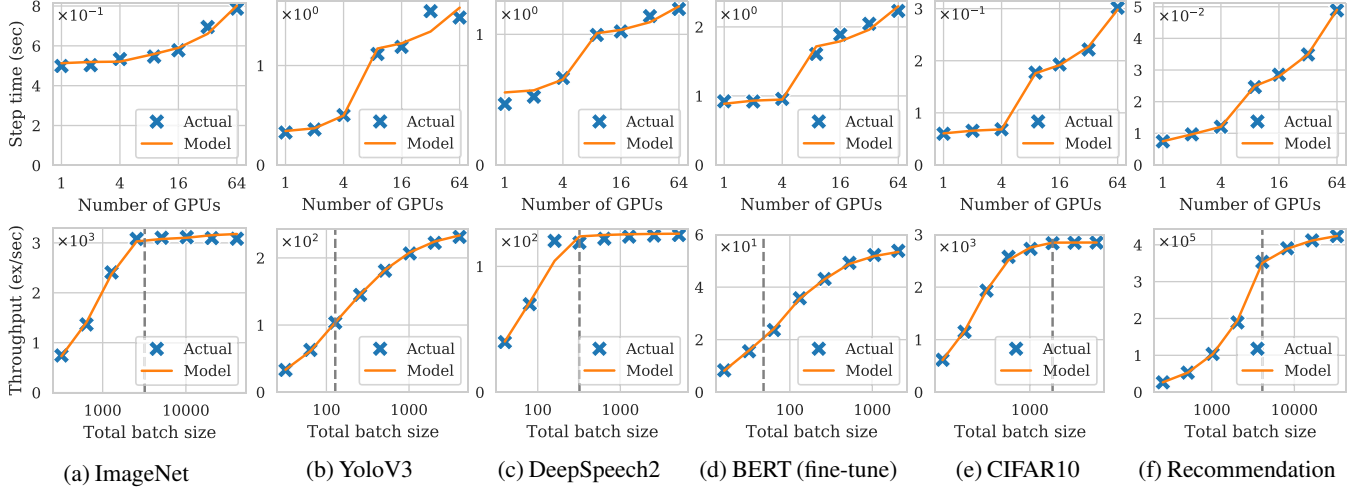 Step time (sec)
×10⁻¹
8
6
4
2
0
Actual
Model
1 4 16 64
Number of GPUs
×10⁰
1
0
Actual
Model
1 4 16 64
Number of GPUs
×10⁰
1
0
Actual
Model
1 4 16 64
Number of GPUs
×10⁰
2
1
0
Actual
Model
1 4 16 64
Number of GPUs
×10⁻¹
3
2
1
0
Actual
Model
1 4 16 64
Number of GPUs
×10⁻²
5
4
3
2
1
0
Actual
Model
1 4 16 64
Number of GPUs
Throughput (ex/sec)
×10³
3
2
1
0
Actual
Model
1000 10000
Total batch size
×10²
2
1
0
Actual
Model
100 1000
Total batch size
×10²
1
0
Actual
Model
100 1000
Total batch size
×10¹
6
4
2
0
Actual
Model
100 1000
Total batch size
×10³
3
2
1
0
Actual
Model
1000
Total batch size
×10⁵
4
3
2
1
0
Actual
Model
1000 10000
Total batch size
(a) ImageNet
(b) YoloV3
(c) DeepSpeech2
(d) BERT (fine-tune)
(e) CIFAR10
(f) Recommendation